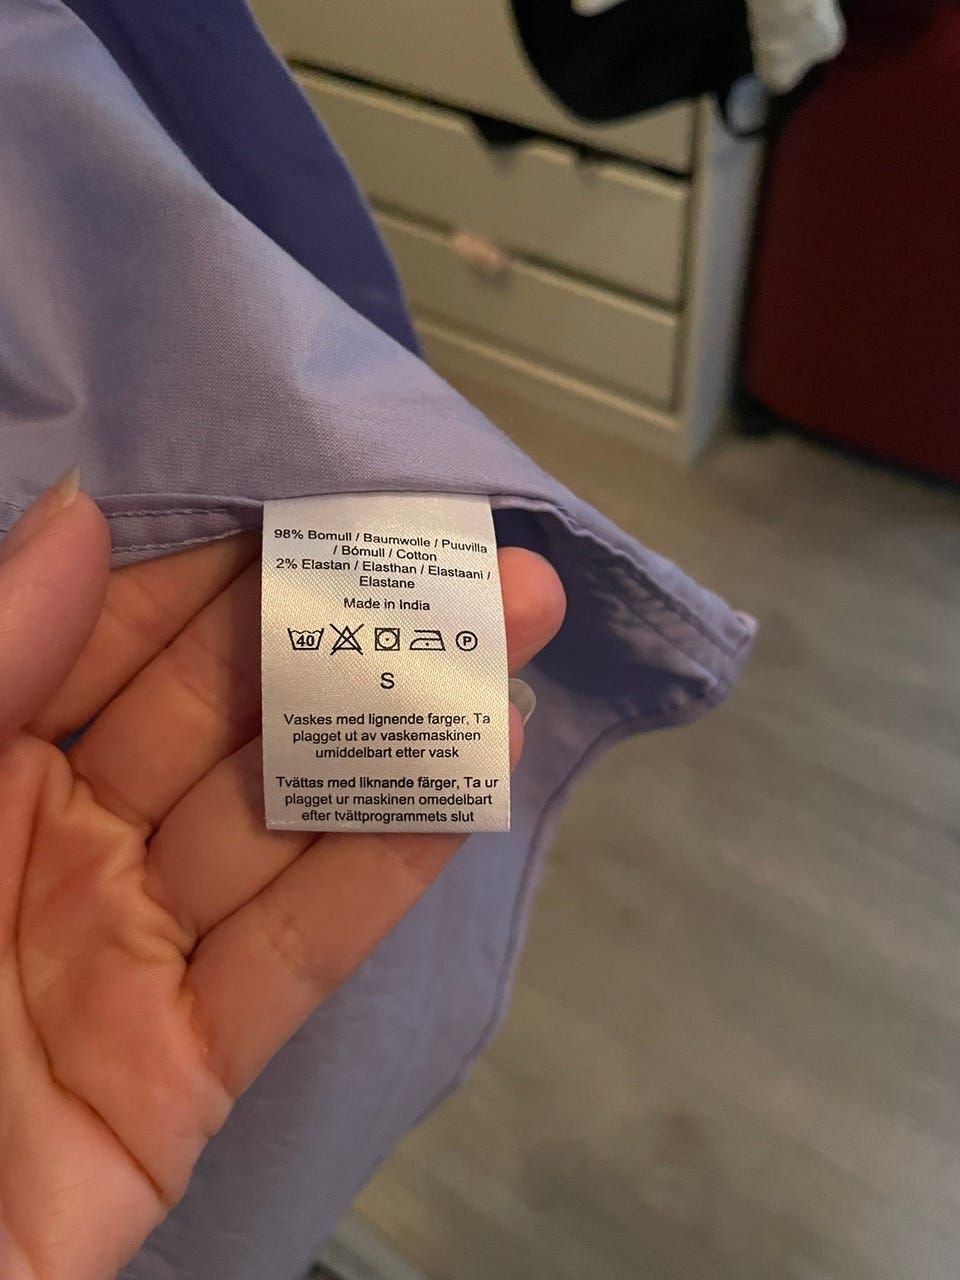 98% Bomull / Baumwolle / Puuvilla
/ Bómull / Cotton
2% Elastan / Elasthan / Elastaani /
Elastane
Made in India
40 P
S
Vaskes med lignende farger, Ta
plagget ut av vaskemaskinen
umiddelbart etter vask
Tvättas med liknande färger, Ta ur
plagget ur maskinen omedelbart
efter tvättprogrammets slut